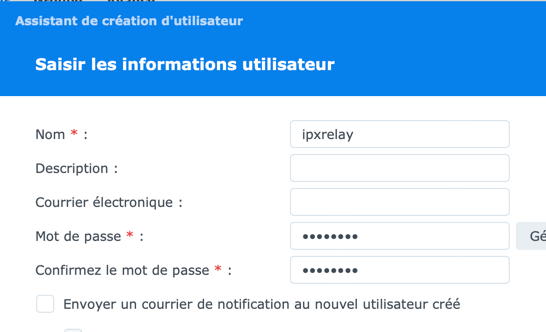 Assistant de création d'utilisateur
Saisir les informations utilisateur
Nom * : ipxrelay
Description :
Courrier électronique :
Mot de passe * : ••••••••
Confirmez le mot de passe * : ••••••••
Envoyer un courrier de notification au nouvel utilisateur créé